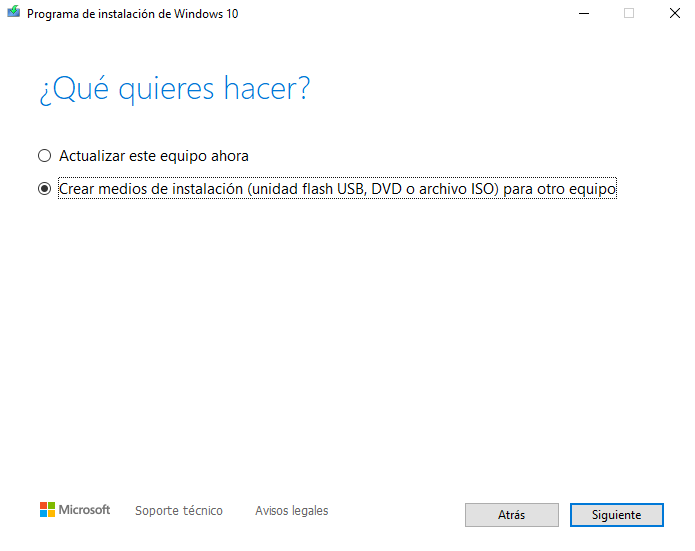 Programa de instalación de Windows 10
¿Qué quieres hacer?
Actualizar este equipo ahora
Crear medios de instalación (unidad flash USB, DVD o archivo ISO) para otro equipo
Microsoft
Soporte técnico
Avisos legales
Atrás
Siguiente